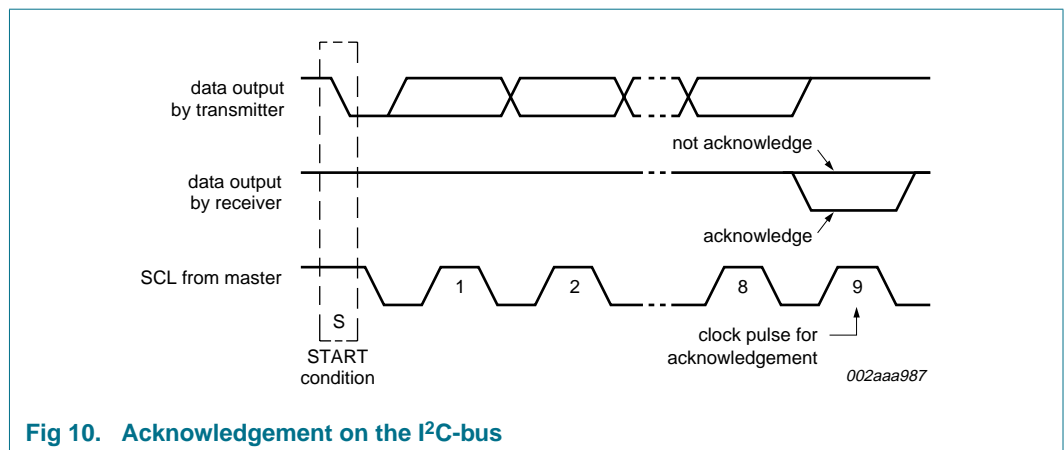 data output
by transmitter
not acknowledge
data output
by receiver
acknowledge
SCL from master
1
2
8
9
S
START
condition
clock pulse for
acknowledgement
002aaa987
Fig 10. Acknowledgement on the I²C-bus